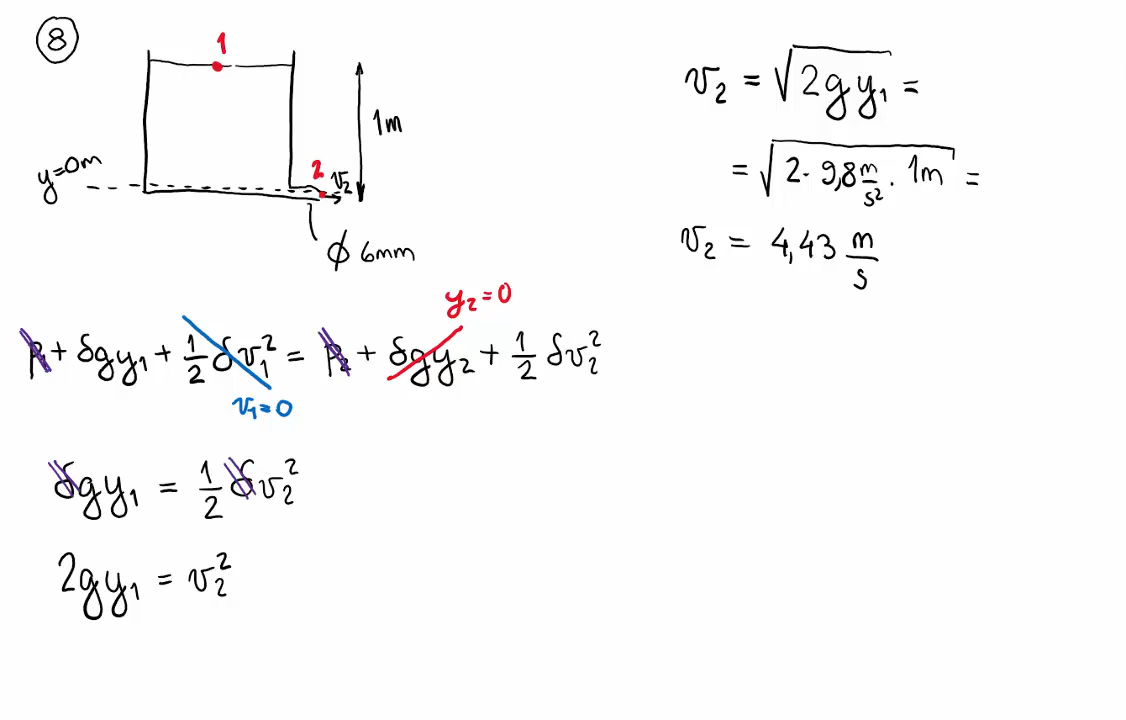 8
1
1m
y=0m
2
v₂
ϕ 6mm
y₂=0
p₁ + δgy₁ + 1/2 δv₁² = p₂ + δgy₂ + 1/2 δv₂²
v₁=0
δgy₁ = 1/2 δv₂²
2gy₁ = v₂²
v₂ = √2gy₁ =
= √2·9,8 m/s² · 1m =
v₂ = 4,43 m/s